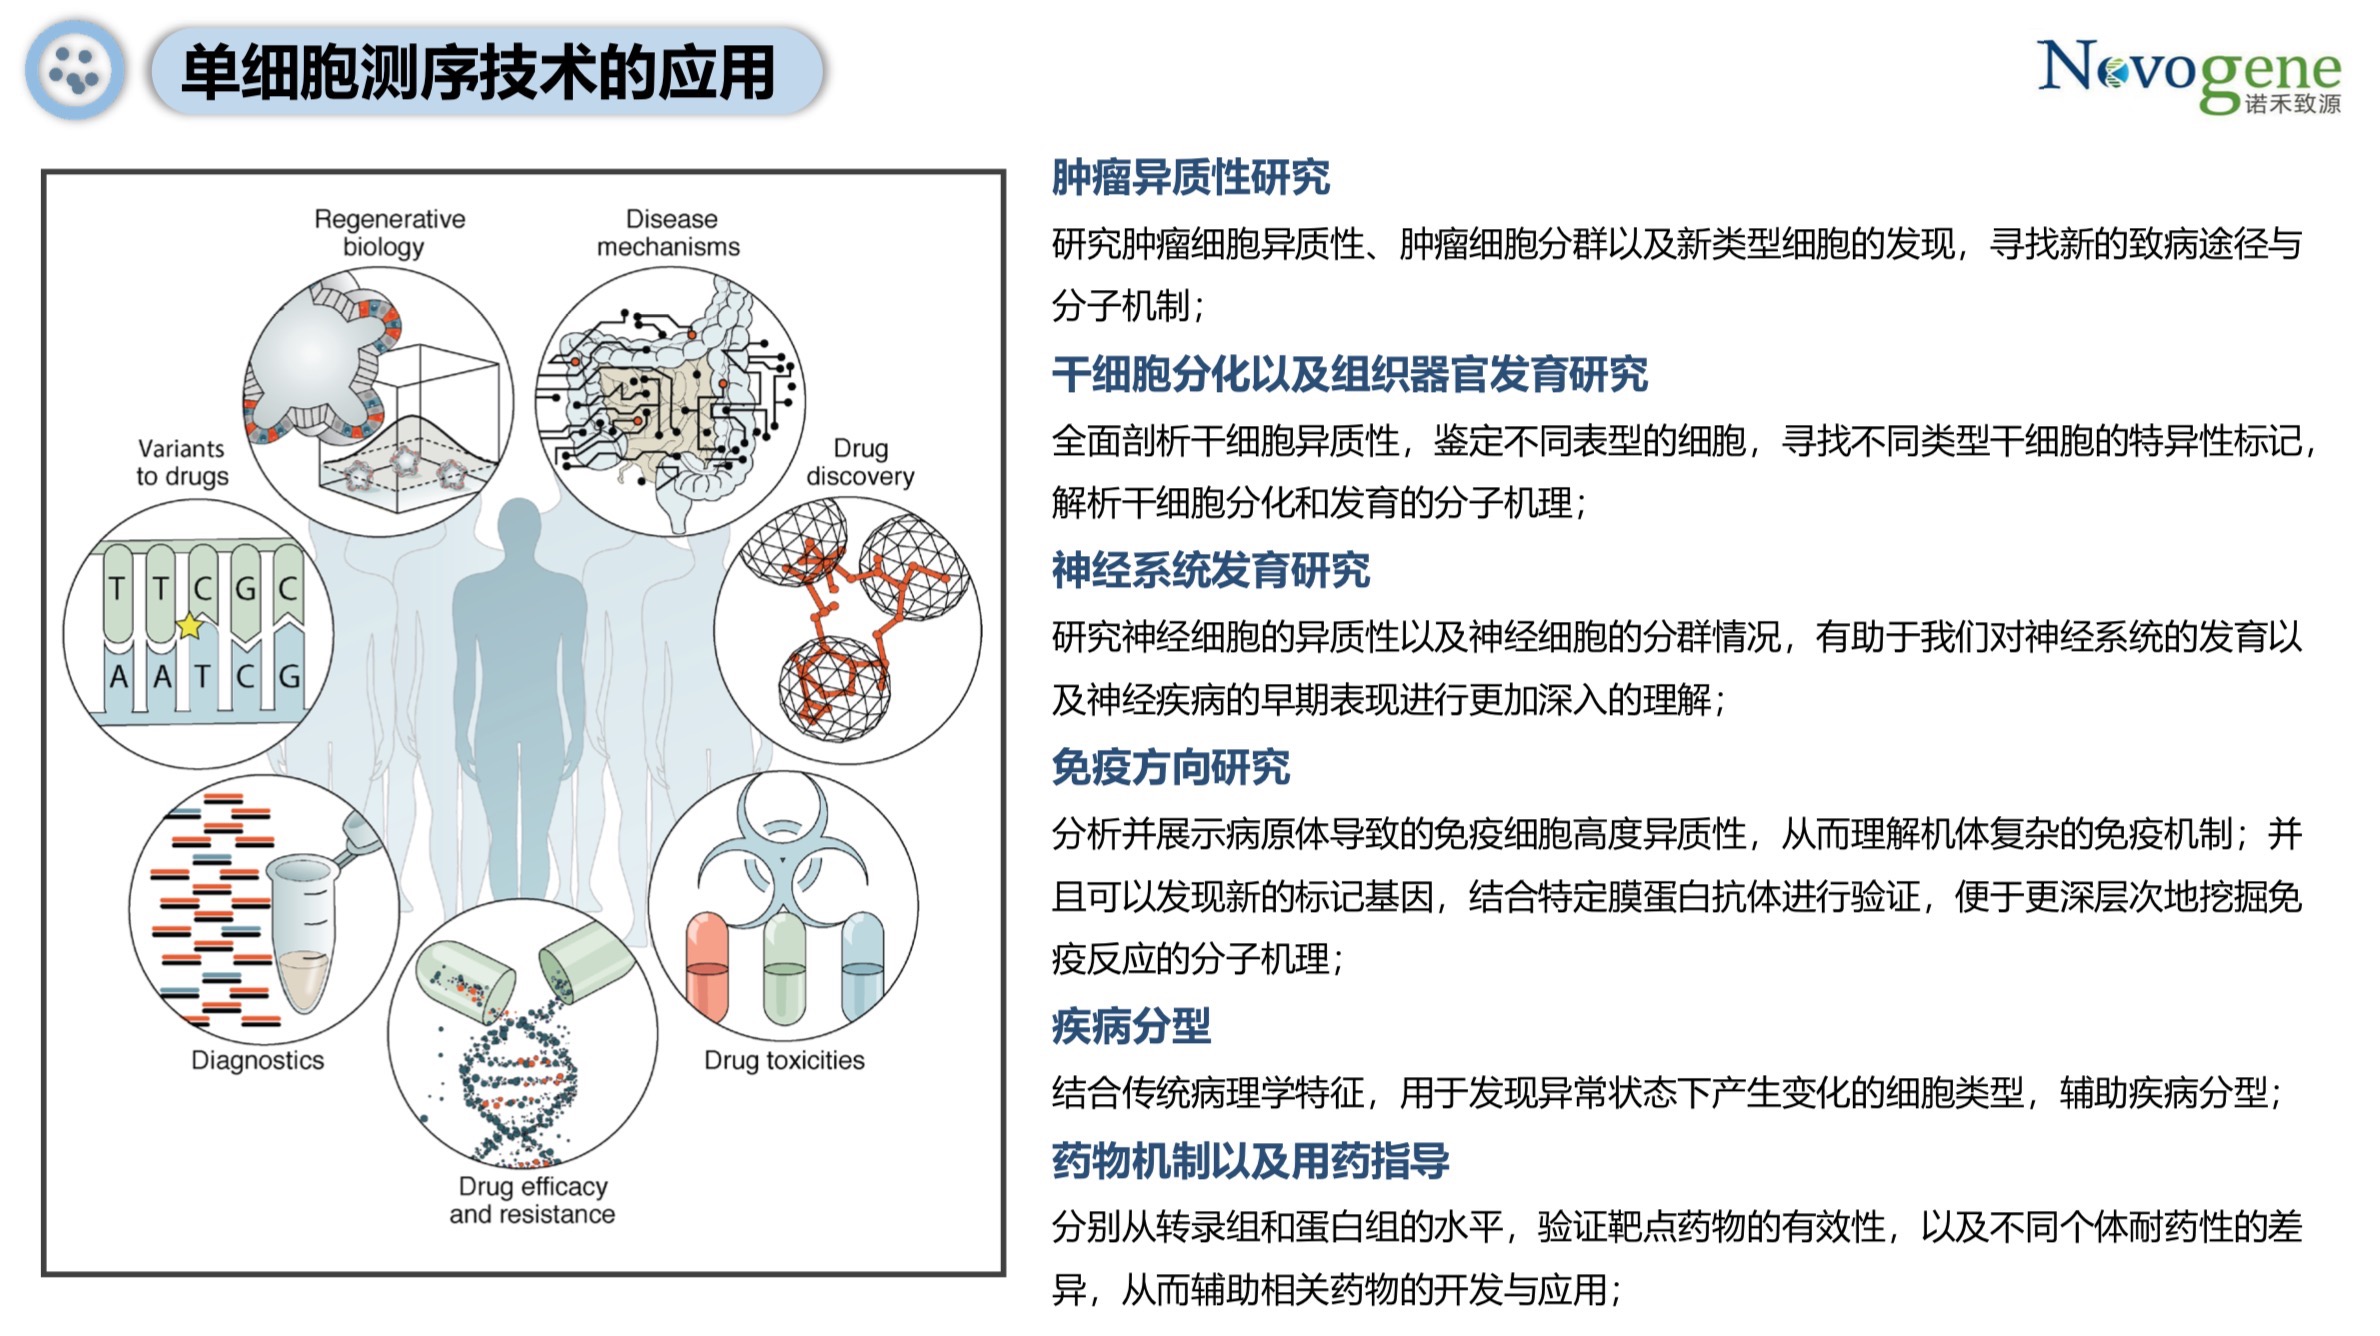 单细胞测序技术的应用
Novogene
诺禾致源
Regenerative
biology
Disease
mechanisms
Variants
to drugs
Drug
discovery
T T C G C
A A T C G
Diagnostics
Drug toxicities
Drug efficacy
and resistance
肿瘤异质性研究
研究肿瘤细胞异质性、肿瘤细胞分群以及新类型细胞的发现，寻找新的致病途径与
分子机制；
干细胞分化以及组织器官发育研究
全面剖析干细胞异质性，鉴定不同表型的细胞，寻找不同类型干细胞的特异性标记，
解析干细胞分化和发育的分子机理；
神经系统发育研究
研究神经细胞的异质性以及神经细胞的分群情况，有助于我们对神经系统的发育以
及神经疾病的早期表现进行更加深入的理解；
免疫方向研究
分析并展示病原体导致的免疫细胞高度异质性，从而理解机体复杂的免疫机制；并
且可以发现新的标记基因，结合特定膜蛋白抗体进行验证，便于更深层次地挖掘免
疫反应的分子机理；
疾病分型
结合传统病理学特征，用于发现异常状态下产生变化的细胞类型，辅助疾病分型；
药物机制以及用药指导
分别从转录组和蛋白组的水平，验证靶点药物的有效性，以及不同个体耐药性的差
异，从而辅助相关药物的开发与应用；